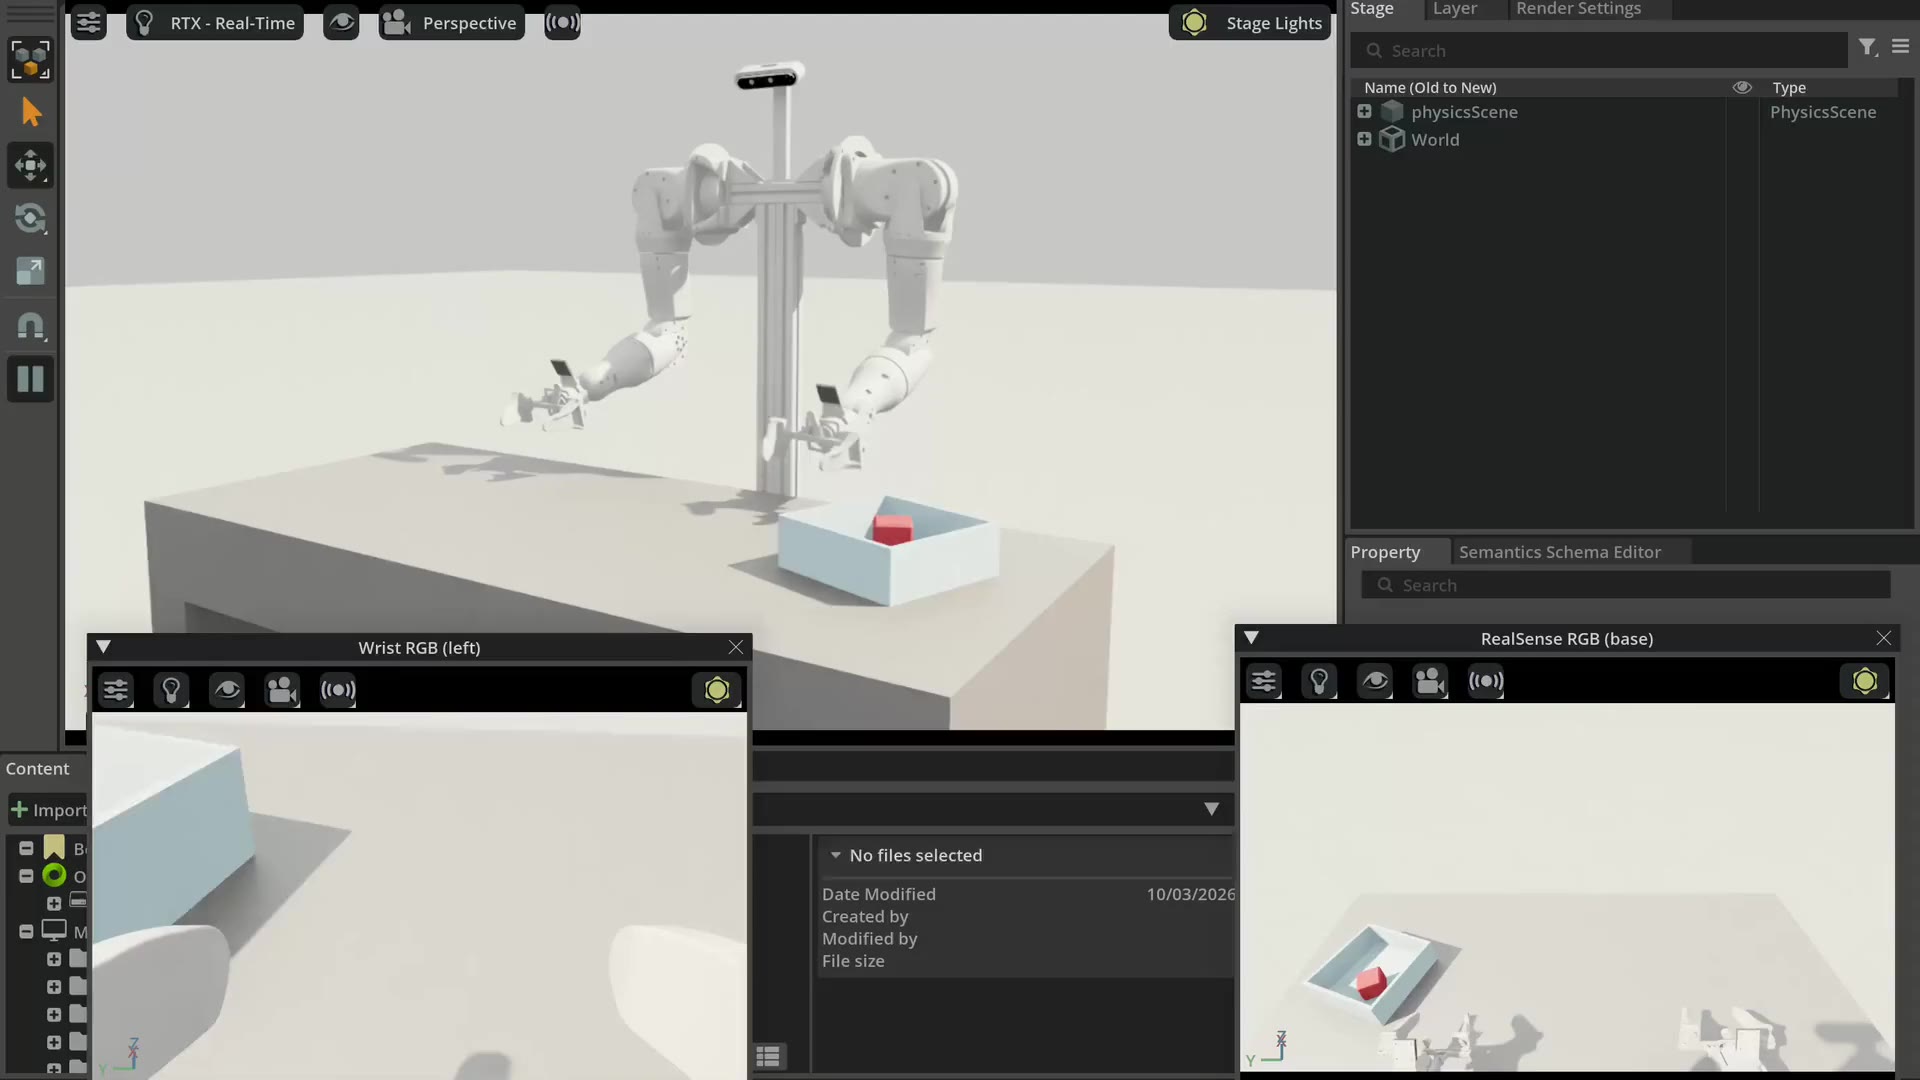 RTX - Real-Time
Perspective
Stage Lights
Stage
Layer
Render Settings
Search
Name (Old to New)
Type
physicsScene
PhysicsScene
World
Property
Semantics Schema Editor
Search
Wrist RGB (left)
RealSense RGB (base)
Content
Import
No files selected
Date Modified
10/03/2026
Created by
Modified by
File size
Z
X
Y
Z
X
Y